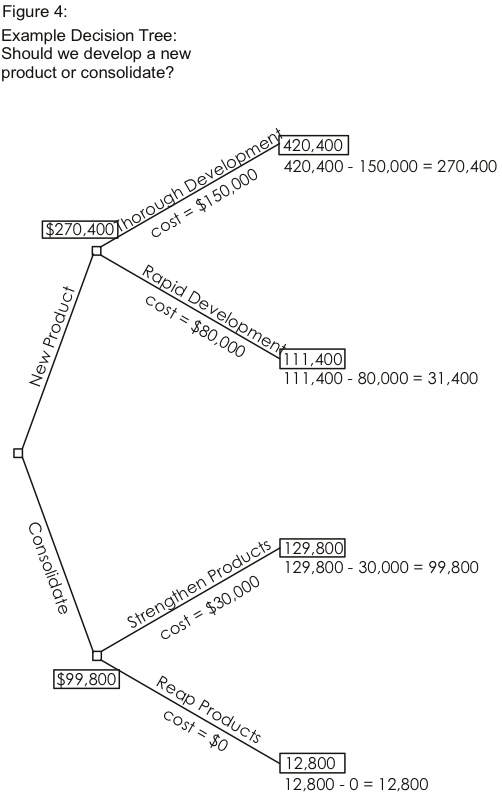 Figure 4:
Example Decision Tree:
Should we develop a new
product or consolidate?
Thorough Development
cost = $150,000
420,400
420,400 - 150,000 = 270,400
$270,400
Rapid Development
cost = $80,000
111,400
111,400 - 80,000 = 31,400
New Product
Consolidate
Strengthen Products
cost = $30,000
129,800
129,800 - 30,000 = 99,800
$99,800
Reap Products
cost = $0
12,800
12,800 - 0 = 12,800